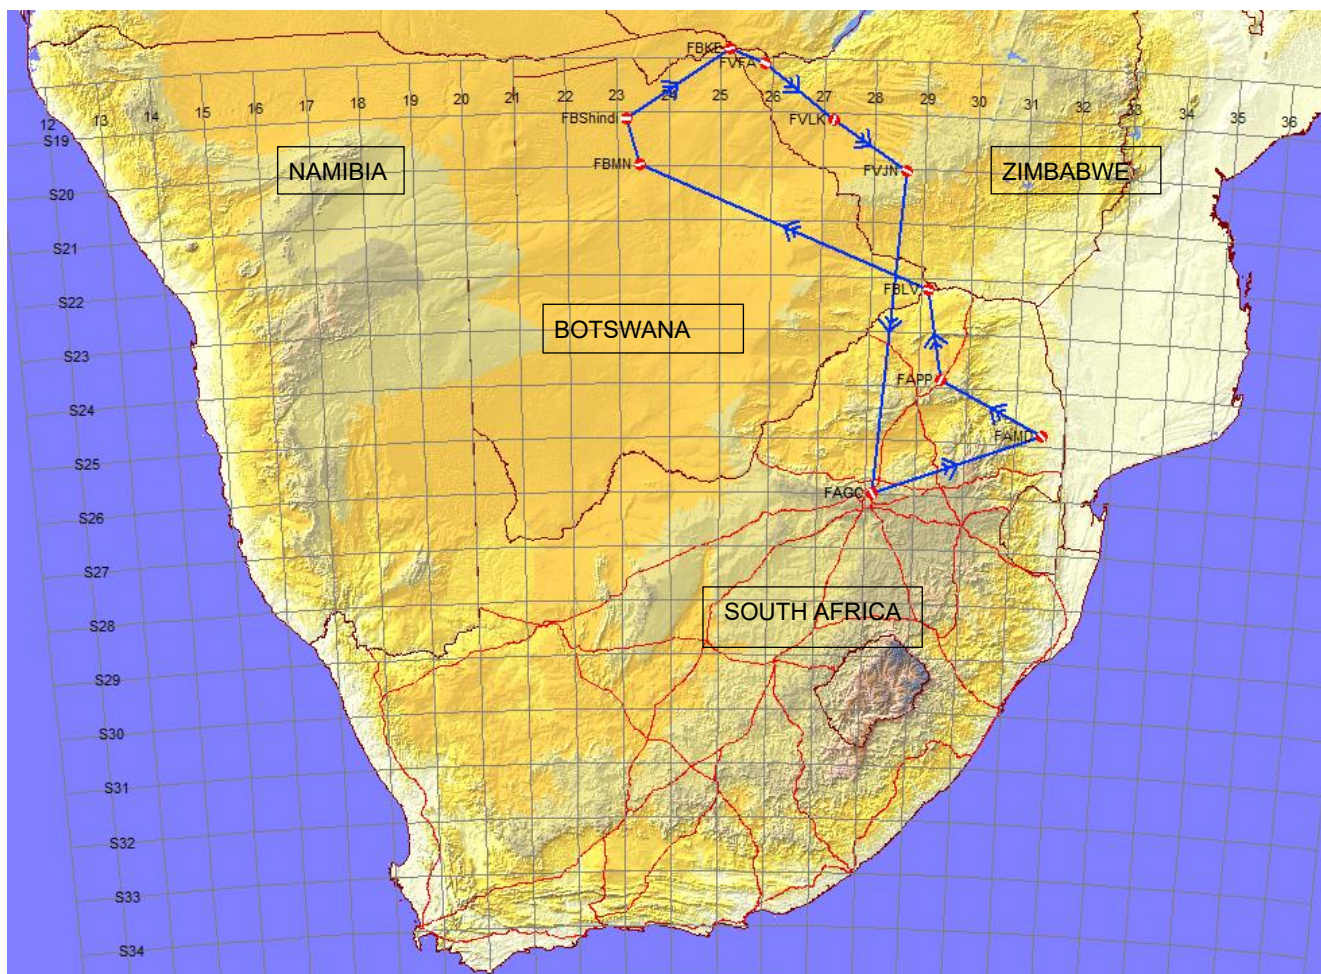 FBKE
FVFA
12
15
16
17
18
19
20
21
22
23
24
25
26
27
28
29
30
31
32
33
34
35
36
S19
FBShindi
FVLK
FBMN
FVJN
NAMIBIA
ZIMBABWE
S20
S21
S22
FBLV
BOTSWANA
S23
S24
FAPP
S25
FAMD
S26
FAGC
S27
S28
SOUTH AFRICA
S29
S30
S31
S32
S33
S34